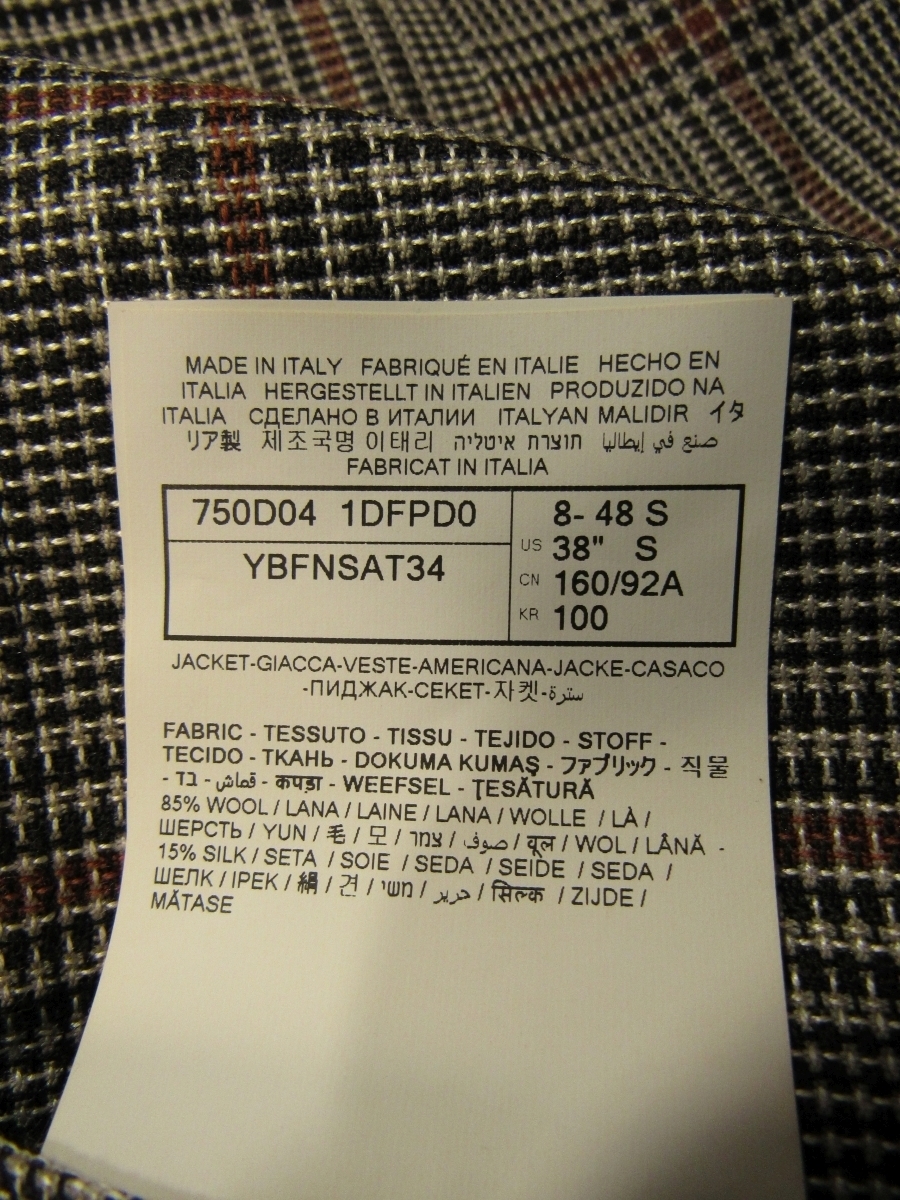 MADE IN ITALY FABRIQUÉ EN ITALIE HECHO EN
ITALIA HERGESTELLT IN ITALIEN PRODUZIDO NA
ITALIA СДЕЛАНО В ИТАЛИИ ITALYAN MALIDIR イタ
リア製 제조국명 이태리 תוצרת איטליה صنع في إيطاليا
FABRICAT IN ITALIA
750D04 1DFPD0
YBFNSAT34
8- 48 S
US 38" S
CN 160/92A
KR 100
JACKET-GIACCA-VESTE-AMERICANA-JACKE-CASACO
-ПИДЖАК-CEKET-자켓-سترة
FABRIC - TESSUTO - TISSU - TEJIDO - STOFF -
TECIDO - ТКАНЬ - DOKUMA KUMAŞ - ファブリック - 직물
- בד - قماش - कपड़ा - WEEFSEL - ŢESĂTURĂ
85% WOOL / LANA / LAINE / LANA / WOLLE / LÀ /
ШЕРСТЬ / YUN / 毛 / 모 / צמר / صوف / वूल / WOL / LÂNĂ -
15% SILK / SETA / SOIE / SEDA / SEIDE / SEDA /
ШЕЛК / IPEK / 絹 / 견 / משי / حرير / सिल्क / ZIJDE /
MĂTASE